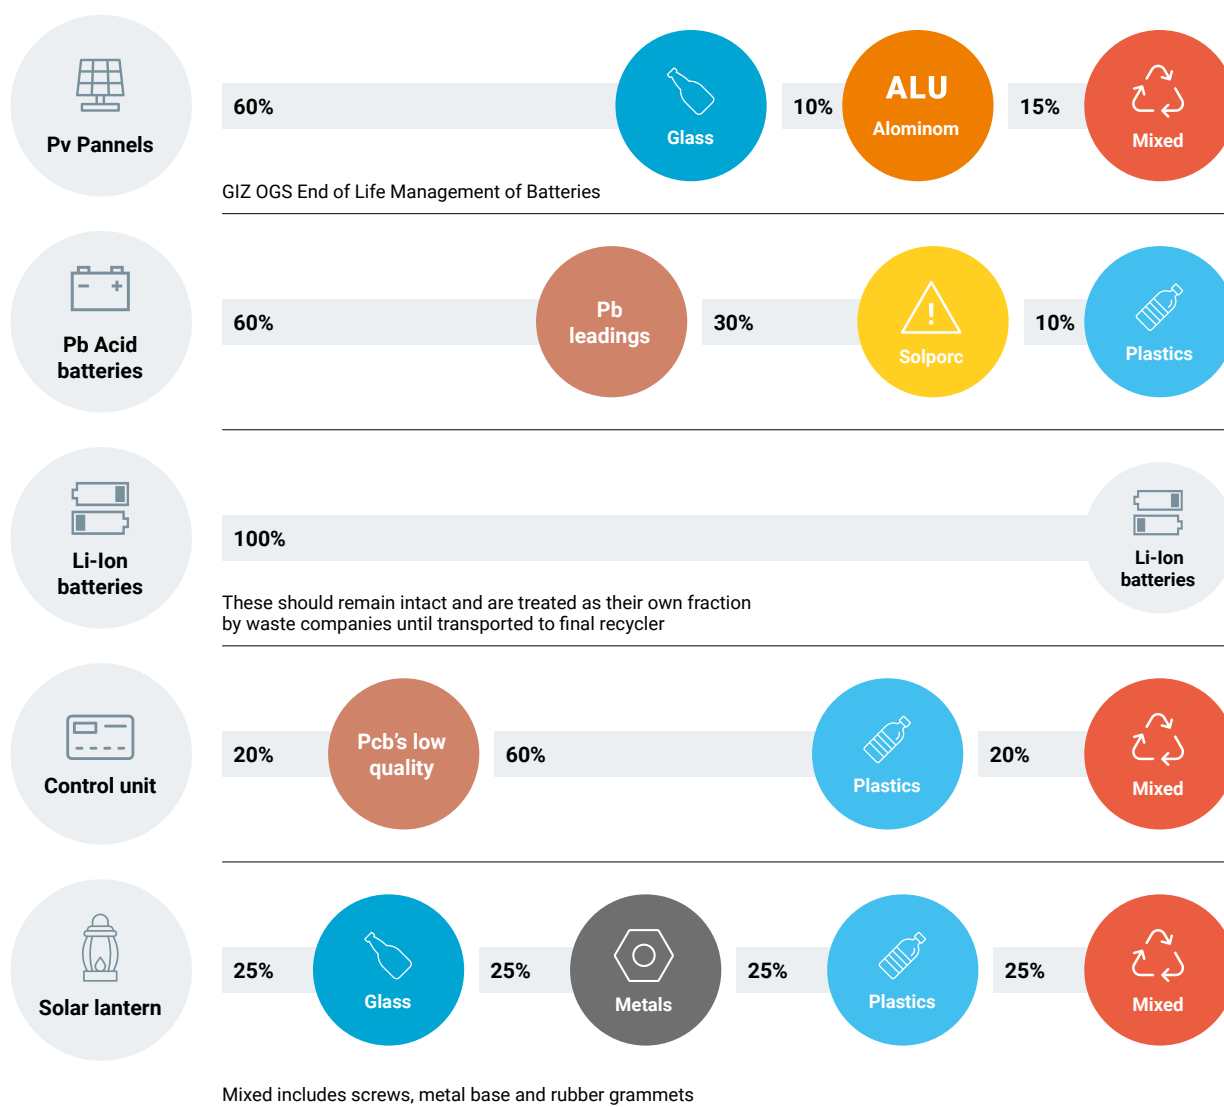 Pv Pannels
60%
Glass
10%
ALU
Alominom
15%
Mixed
GIZ OGS End of Life Management of Batteries
Pb Acid
batteries
60%
Pb
leadings
30%
!
Solporc
10%
Plastics
Li-Ion
batteries
100%
Li-Ion
batteries
These should remain intact and are treated as their own fraction
by waste companies until transported to final recycler
Control unit
20%
Pcb's low
quality
60%
Plastics
20%
Mixed
Solar lantern
25%
Glass
25%
Metals
25%
Plastics
25%
Mixed
Mixed includes screws, metal base and rubber grammets